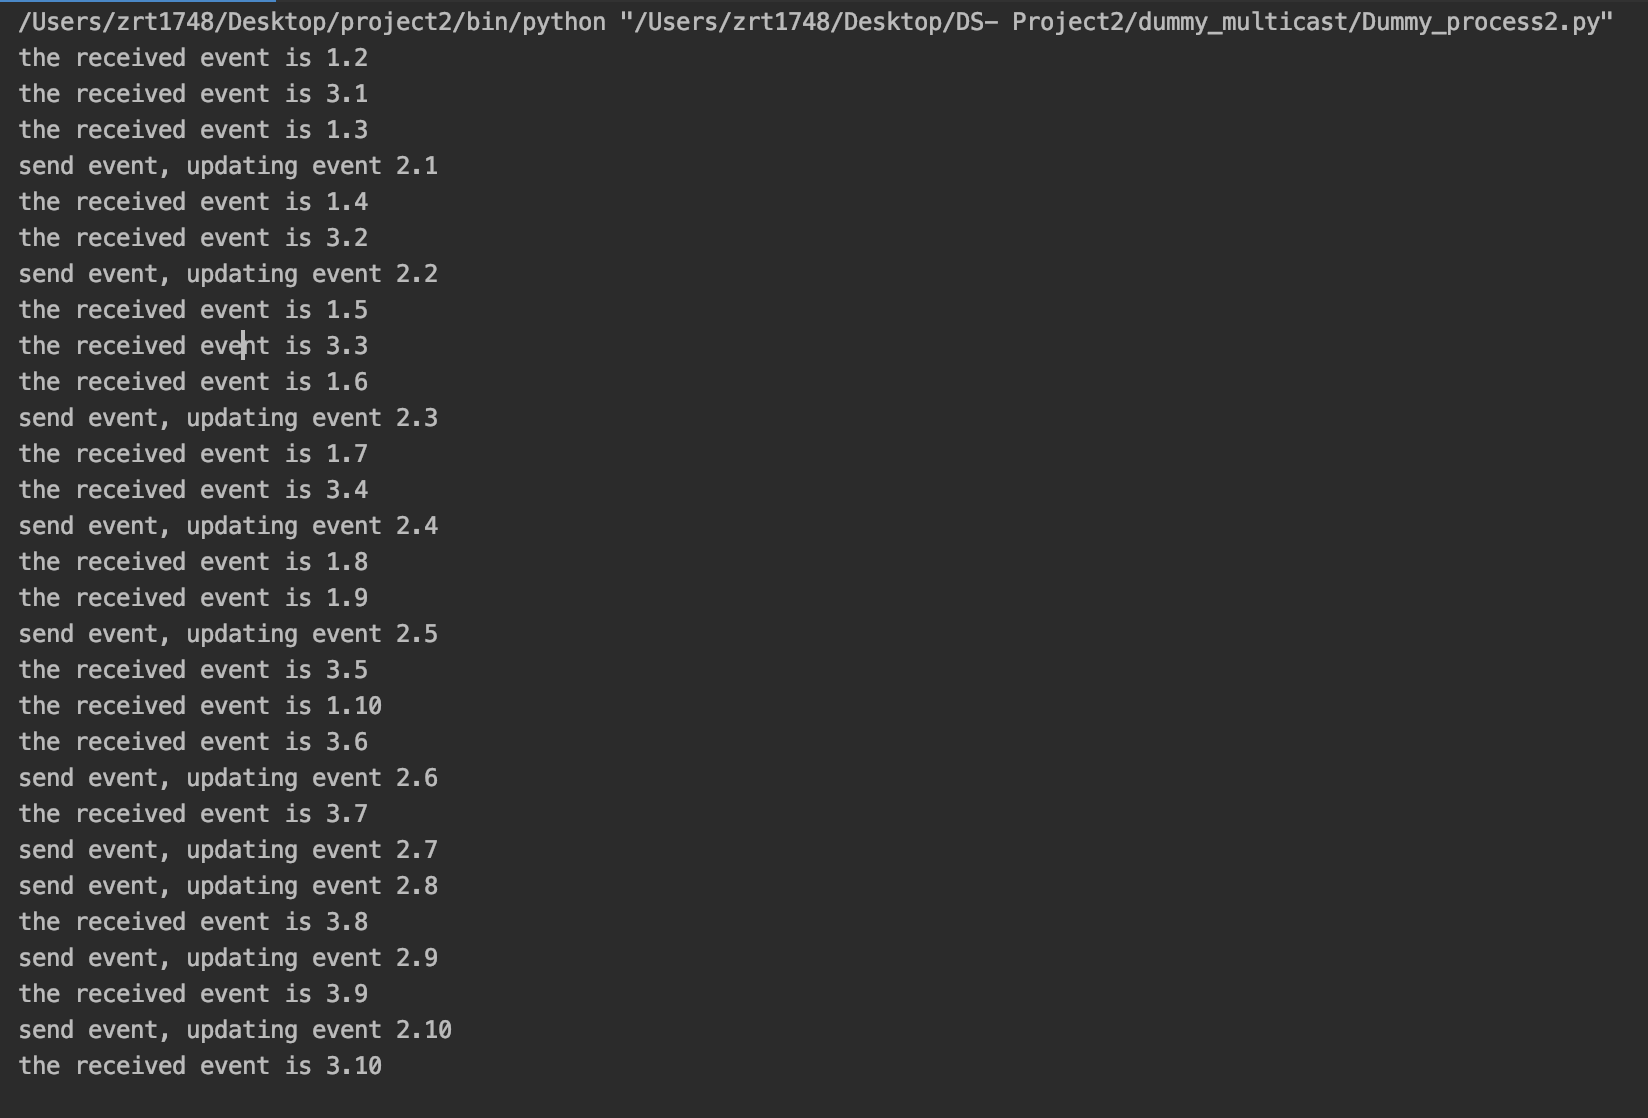 /Users/zrt1748/Desktop/project2/bin/python "/Users/zrt1748/Desktop/DS- Project2/dummy_multicast/Dummy_process2.py"
the received event is 1.2
the received event is 3.1
the received event is 1.3
send event, updating event 2.1
the received event is 1.4
the received event is 3.2
send event, updating event 2.2
the received event is 1.5
the received event is 3.3
the received event is 1.6
send event, updating event 2.3
the received event is 1.7
the received event is 3.4
send event, updating event 2.4
the received event is 1.8
the received event is 1.9
send event, updating event 2.5
the received event is 3.5
the received event is 1.10
the received event is 3.6
send event, updating event 2.6
the received event is 3.7
send event, updating event 2.7
send event, updating event 2.8
the received event is 3.8
send event, updating event 2.9
the received event is 3.9
send event, updating event 2.10
the received event is 3.10